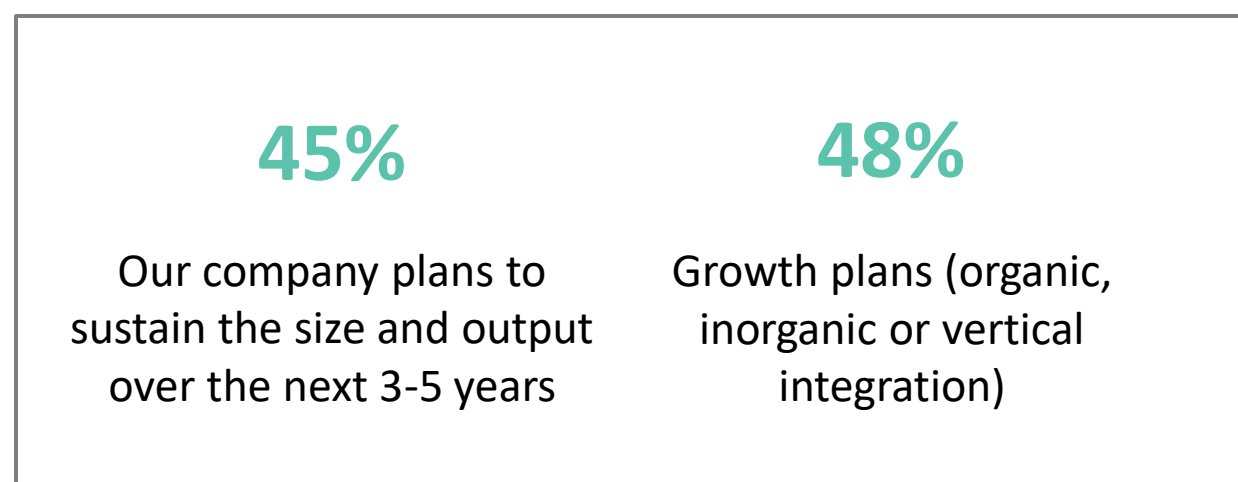 45%
Our company plans to
sustain the size and output
over the next 3-5 years
48%
Growth plans (organic,
inorganic or vertical
integration)